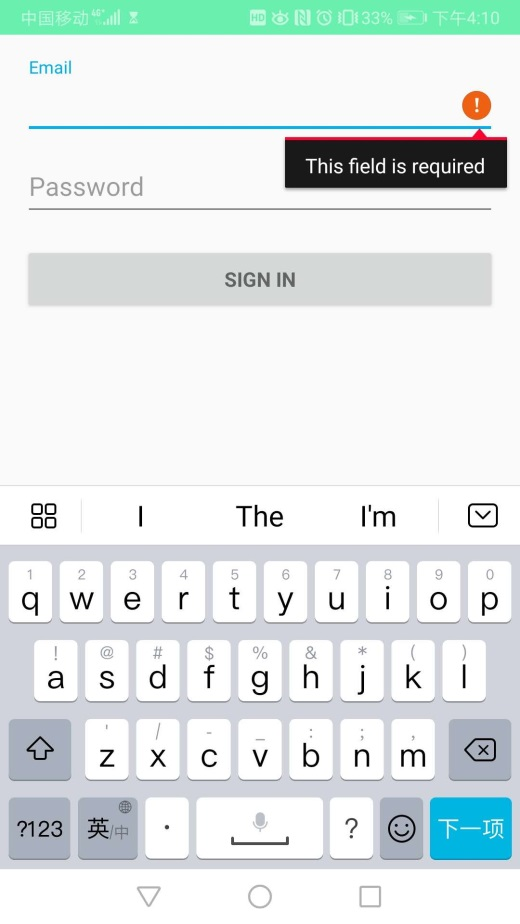 中国移动 4G HD 33% 下午4:10
Email
!
This field is required
Password
SIGN IN
I The I'm
1 2 3 4 5 6 7 8 9 0
q w e r t y u i o p
! @ # $ % & * ( )
a s d f g h j k l
' / - _ : ; ,
z x c v b n m
?123 英/中 · ? 下一项